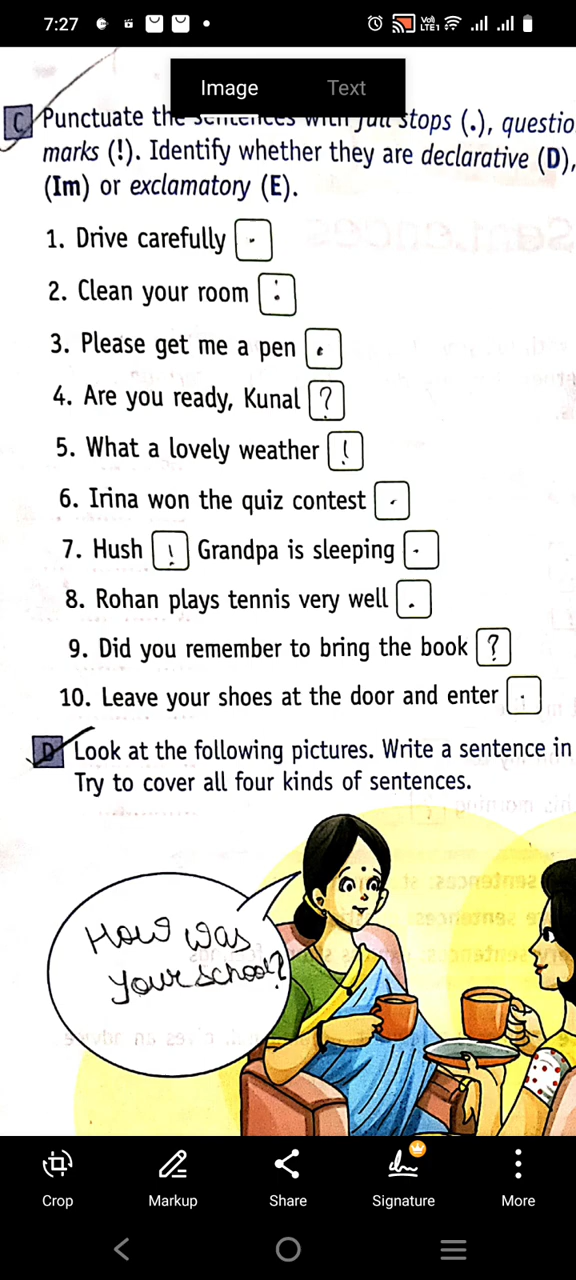 7:27
Vo)) LTE1
Image Text
C Punctuate the sentences with full stops (.), questio
marks (!). Identify whether they are declarative (D),
(Im) or exclamatory (E).
1. Drive carefully .
2. Clean your room :
3. Please get me a pen
4. Are you ready, Kunal ?
5. What a lovely weather !
6. Irina won the quiz contest .
7. Hush ! Grandpa is sleeping .
8. Rohan plays tennis very well .
9. Did you remember to bring the book ?
10. Leave your shoes at the door and enter .
D Look at the following pictures. Write a sentence in
Try to cover all four kinds of sentences.
How was
your school?
Crop Markup Share Signature More